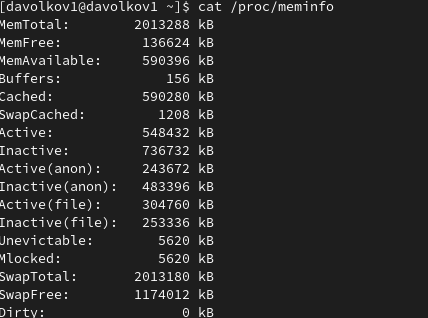 [davolkov1@davolkov1 ~]$ cat /proc/meminfo
MemTotal:        2013288 kB
MemFree:          136624 kB
MemAvailable:     590396 kB
Buffers:             156 kB
Cached:           590280 kB
SwapCached:         1208 kB
Active:           548432 kB
Inactive:         736732 kB
Active(anon):     243672 kB
Inactive(anon):   483396 kB
Active(file):     304760 kB
Inactive(file):   253336 kB
Unevictable:        5620 kB
Mlocked:            5620 kB
SwapTotal:       2013180 kB
SwapFree:        1174012 kB
Dirty:                 0 kB